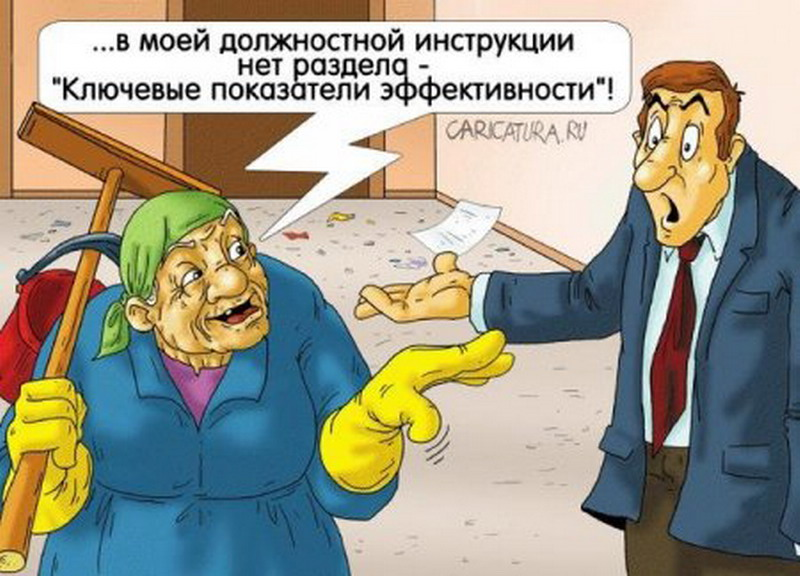 ...в моей должностной инструкции
нет раздела -
"Ключевые показатели эффективности"!
CARICATURA.RU